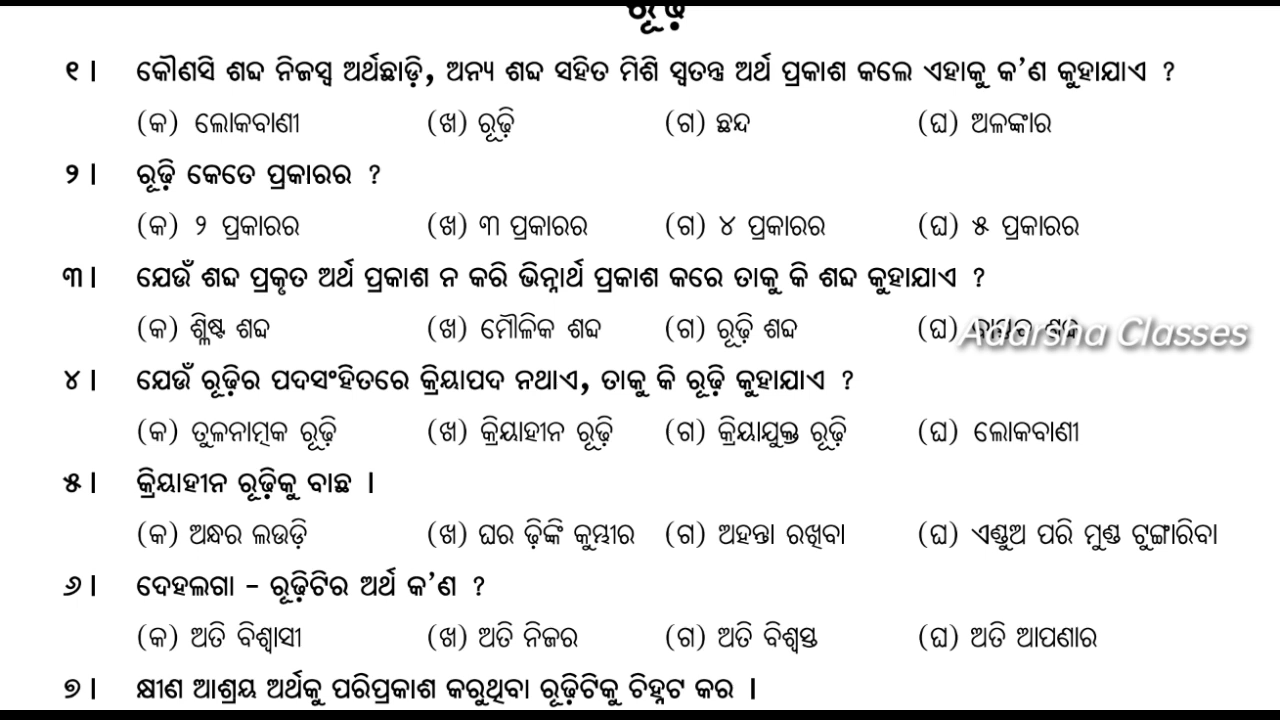 ରୂଢ଼ି
୧ । କୌଣସି ଶବ୍ଦ ନିଜସ୍ୱ ଅର୍ଥଛାଡ଼ି, ଅନ୍ୟ ଶବ୍ଦ ସହିତ ମିଶି ସ୍ୱତନ୍ତ୍ର ଅର୍ଥ ପ୍ରକାଶ କଲେ ଏହାକୁ କ'ଣ କୁହାଯାଏ ?
(କ) ଲୋକବାଣୀ (ଖ) ରୂଢ଼ି (ଗ) ଛନ୍ଦ (ଘ) ଅଳଙ୍କାର
୨ । ରୂଢ଼ି କେତେ ପ୍ରକାରର ?
(କ) ୨ ପ୍ରକାରର (ଖ) ୩ ପ୍ରକାରର (ଗ) ୪ ପ୍ରକାରର (ଘ) ୫ ପ୍ରକାରର
୩ । ଯେଉଁ ଶବ୍ଦ ପ୍ରକୃତ ଅର୍ଥ ପ୍ରକାଶ ନ କରି ଭିନ୍ନାର୍ଥ ପ୍ରକାଶ କରେ ତାକୁ କି ଶବ୍ଦ କୁହାଯାଏ ?
(କ) ଶ୍ଳିଷ୍ଟ ଶବ୍ଦ (ଖ) ମୌଳିକ ଶବ୍ଦ (ଗ) ରୂଢ଼ି ଶବ୍ଦ (ଘ) ଶବ୍ଦ Adarsha Classes
୪ । ଯେଉଁ ରୂଢ଼ିର ପଦସଂହିତରେ କ୍ରିୟାପଦ ନଥାଏ, ତାକୁ କି ରୂଢ଼ି କୁହାଯାଏ ?
(କ) ତୁଳନାତ୍ମକ ରୂଢ଼ି (ଖ) କ୍ରିୟାହୀନ ରୂଢ଼ି (ଗ) କ୍ରିୟାଯୁକ୍ତ ରୂଢ଼ି (ଘ) ଲୋକବାଣୀ
୫ । କ୍ରିୟାହୀନ ରୂଢ଼ିକୁ ବାଛ ।
(କ) ଅନ୍ଧର ଲଉଡ଼ି (ଖ) ଘର ଢ଼ିଙ୍କି କୁମ୍ଭୀର (ଗ) ଅହନ୍ତା ରଖିବା (ଘ) ଏଣ୍ଡୁଅ ପରି ମୁଣ୍ଡ ଟୁଙ୍ଗାରିବା
୬ । ଦେହଲଗା – ରୂଢ଼ିଟିର ଅର୍ଥ କ'ଣ ?
(କ) ଅତି ବିଶ୍ୱାସୀ (ଖ) ଅତି ନିଜର (ଗ) ଅତି ବିଶ୍ୱସ୍ତ (ଘ) ଅତି ଆପଣାର
୭ । କ୍ଷୀଣ ଆଶ୍ରୟ ଅର୍ଥକୁ ପରିପ୍ରକାଶ କରୁଥିବା ରୂଢ଼ିଟିକୁ ଚିହ୍ନଟ କର ।